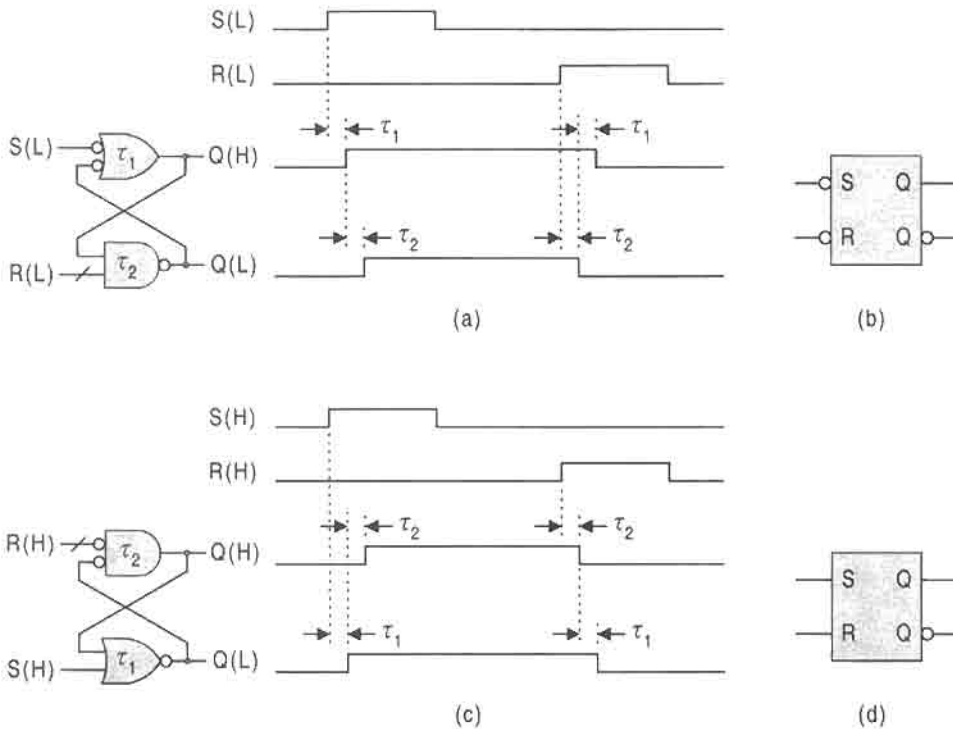 S(L)
R(L)
τ1 τ1
S(L) τ1 Q(H)
τ2 τ2
R(L) τ2 Q(L)
S Q
R Q
(a) (b)
S(H)
R(H)
τ2 τ2
R(H) τ2 Q(H)
τ1 τ1
S(H) τ1 Q(L)
S Q
R Q
(c) (d)